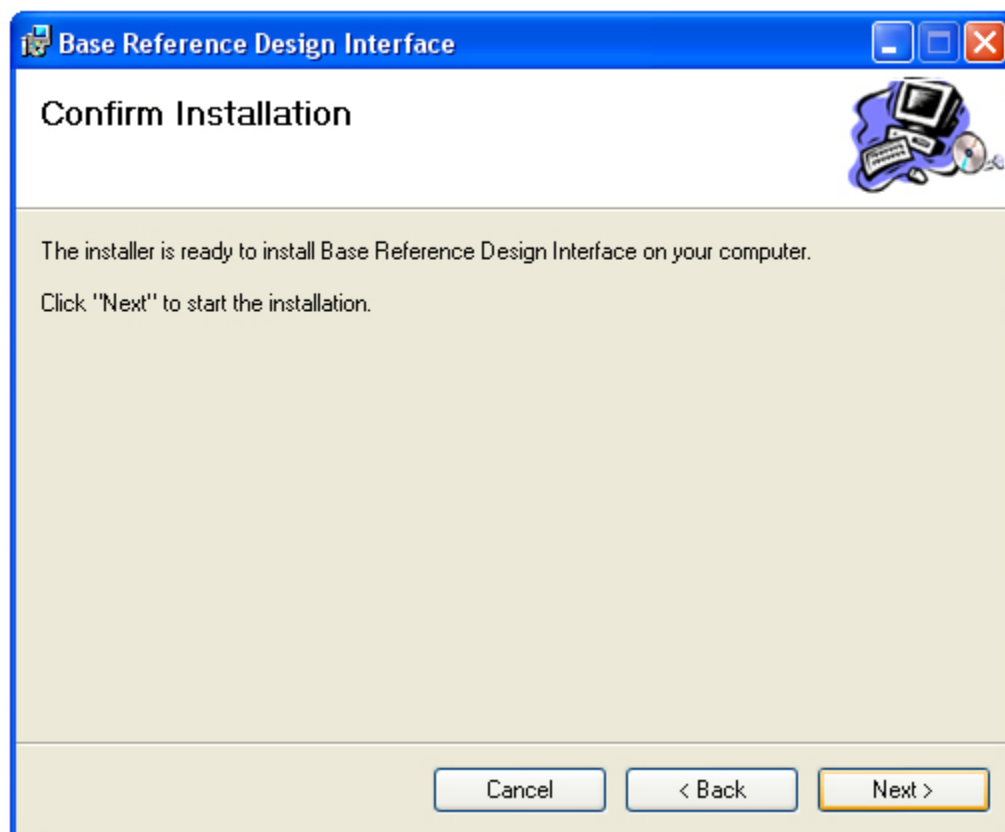 Base Reference Design Interface
Confirm Installation
The installer is ready to install Base Reference Design Interface on your computer.
Click "Next" to start the installation.
Cancel
< Back
Next >